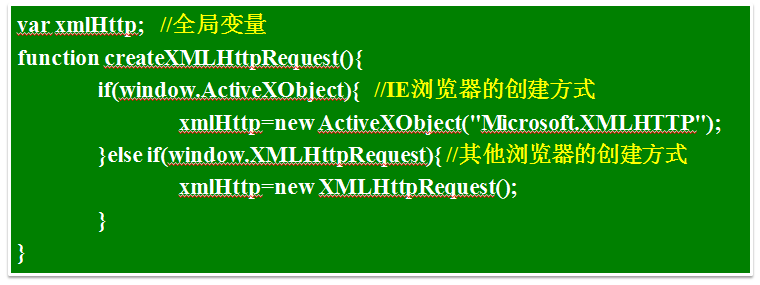 var xmlHttp;  //全局变量
function createXMLHttpRequest(){
if(window.ActiveXObject){  //IE浏览器的创建方式
xmlHttp=new ActiveXObject("Microsoft.XMLHTTP");
}else if(window.XMLHttpRequest){ //其他浏览器的创建方式
xmlHttp=new XMLHttpRequest();
}
}